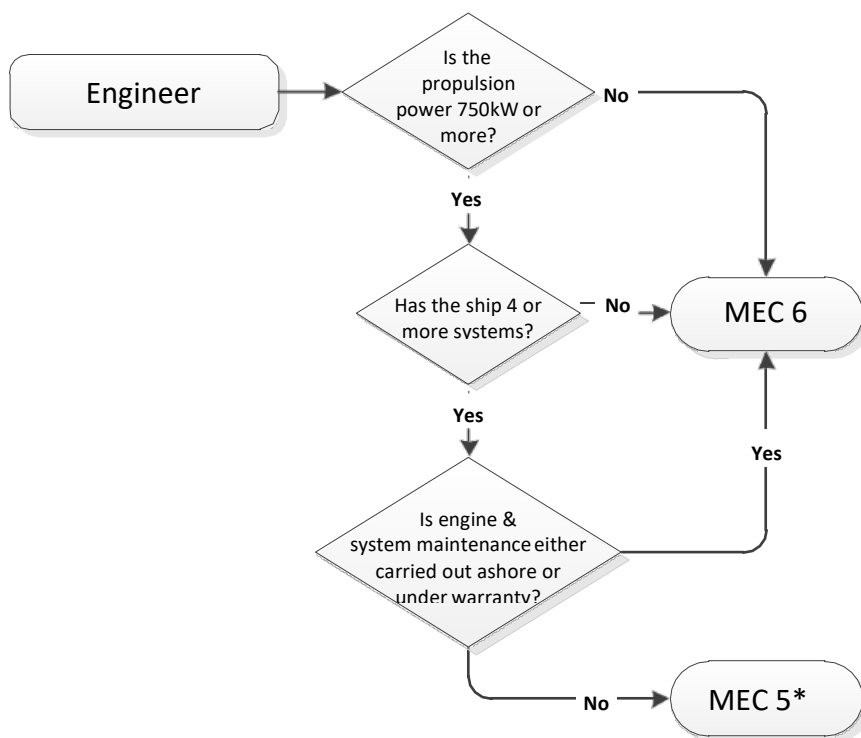 Engineer
Is the
propulsion
power 750kW or
more?
No
Yes
Has the ship 4 or
more systems?
No
MEC 6
Yes
Yes
Is engine &
system maintenance either
carried out ashore or
under warranty?
No
MEC 5*